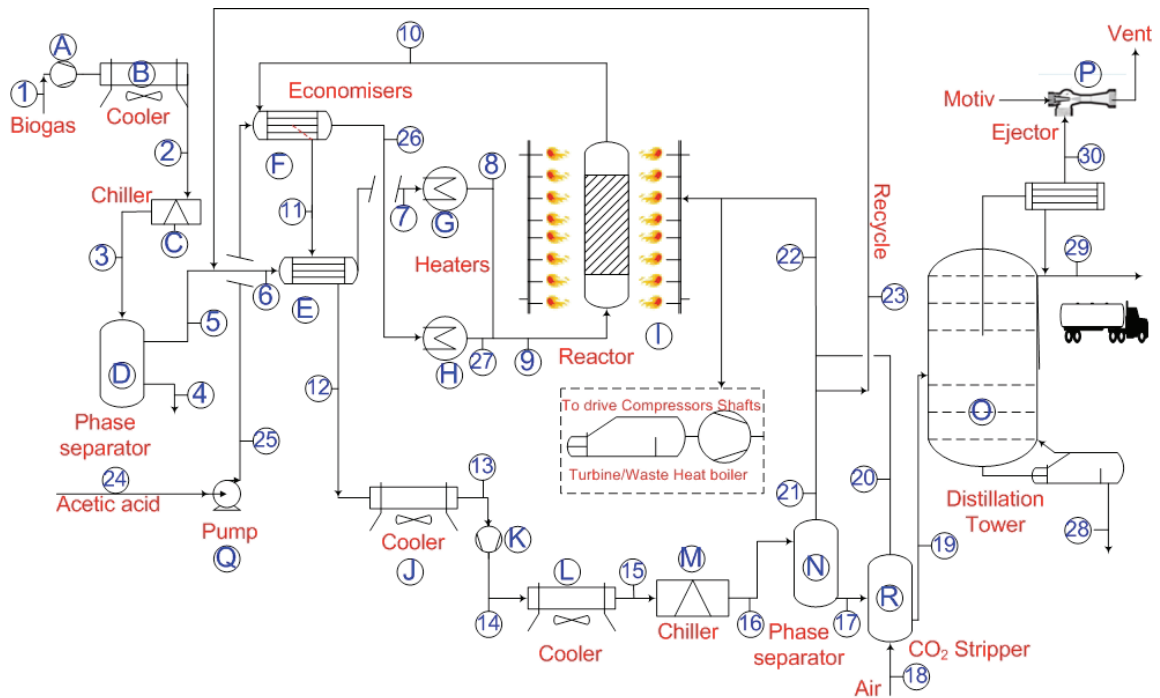 10
Vent
A
P
B
Motiv
1
Economisers
Biogas
Cooler
Ejector
26
2
30
F
8
Chiller
7
11
G
C
3
Recycle
22
29
Heaters
6
E
23
5
I
Reactor
D
H
27
9
12
4
To drive Compressors Shafts
O
Phase
separator
25
20
Turbine/Waste Heat boiler
24
13
21
Acetic acid
Distillation
Tower
Pump
K
28
Cooler
M
19
Q
J
L
N
15
R
14
16
17
Chiller
Phase
separator
CO₂ Stripper
Cooler
Air
18